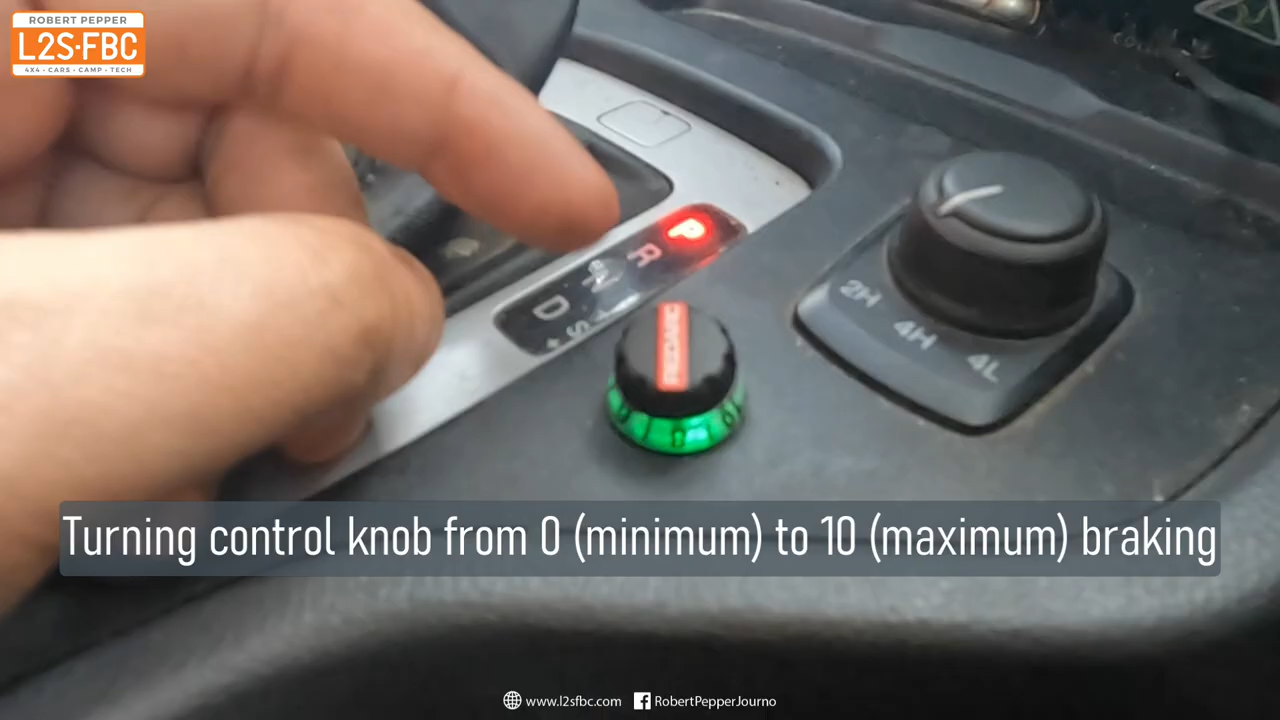 ROBERT PEPPER
L2S·FBC
4X4 • CARS • CAMP • TECH
P
R
N
D
S
+
REDARC
2H
4H
4L
Turning control knob from 0 (minimum) to 10 (maximum) braking
www.l2sfbc.com
RobertPepperJourno